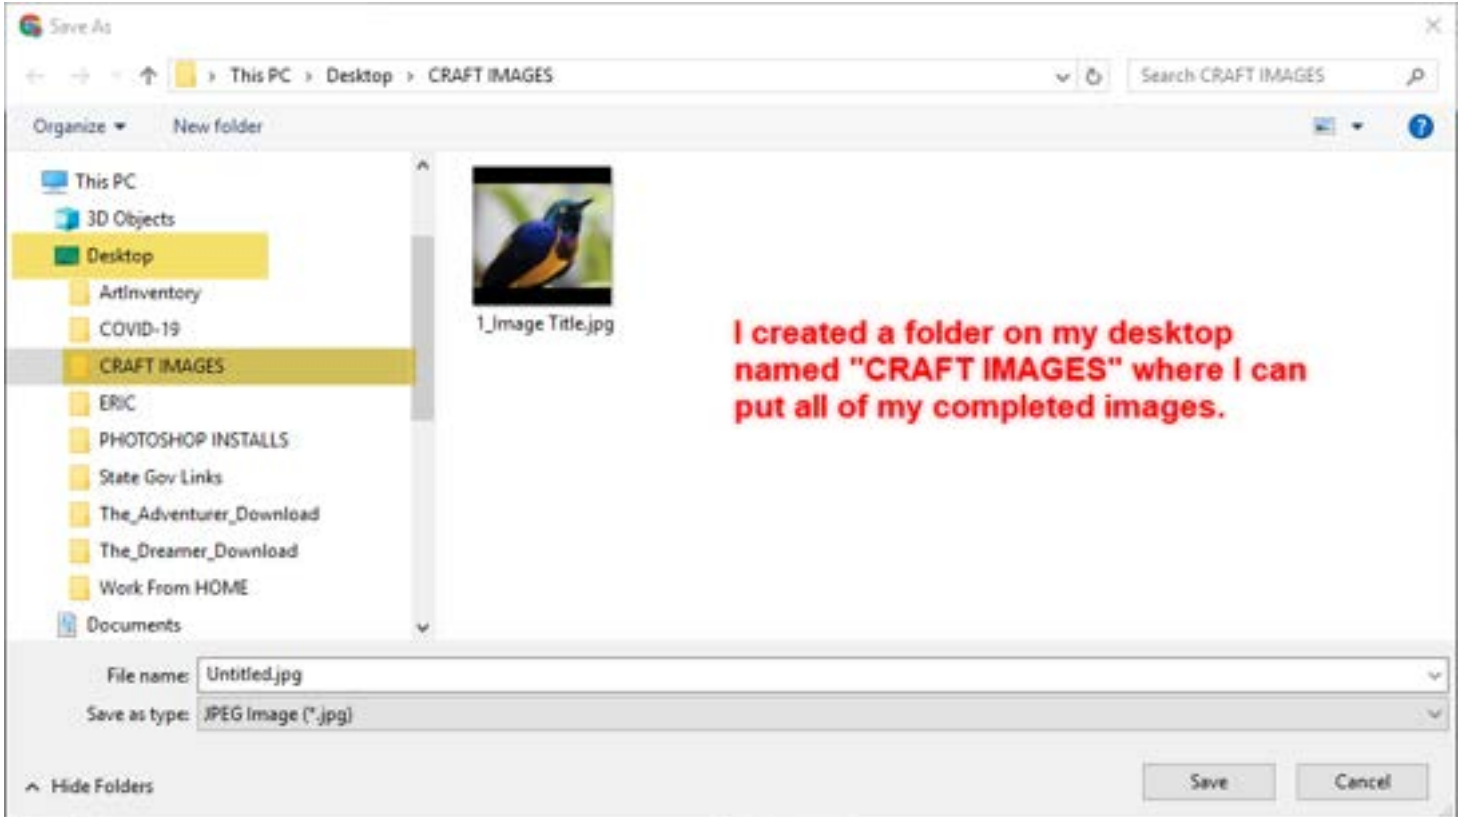 Save As
This PC > Desktop > CRAFT IMAGES
Search CRAFT IMAGES
Organize
New folder
?
This PC
3D Objects
Desktop
ArtInventory
COVID-19
CRAFT IMAGES
ERIC
PHOTOSHOP INSTALLS
State Gov Links
The_Adventurer_Download
The_Dreamer_Download
Work From HOME
Documents
1_Image Title.jpg
I created a folder on my desktop
named "CRAFT IMAGES" where I can
put all of my completed images.
File name: Untitled.jpg
Save as type: JPEG Image (*.jpg)
Hide Folders
Save
Cancel